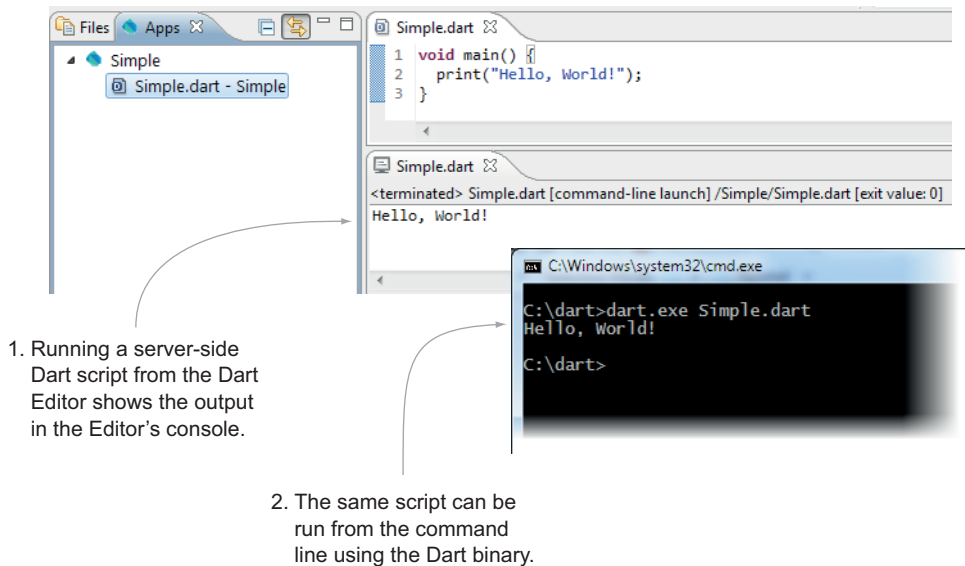 Files Apps
Simple
Simple.dart - Simple
Simple.dart
1 void main() {
2 print("Hello, World!");
3 }
Simple.dart
<terminated> Simple.dart [command-line launch] /Simple/Simple.dart [exit value: 0]
Hello, World!
C:\Windows\system32\cmd.exe
C:\dart>dart.exe Simple.dart
Hello, World!
C:\dart>
1. Running a server-side
Dart script from the Dart
Editor shows the output
in the Editor's console.
2. The same script can be
run from the command
line using the Dart binary.